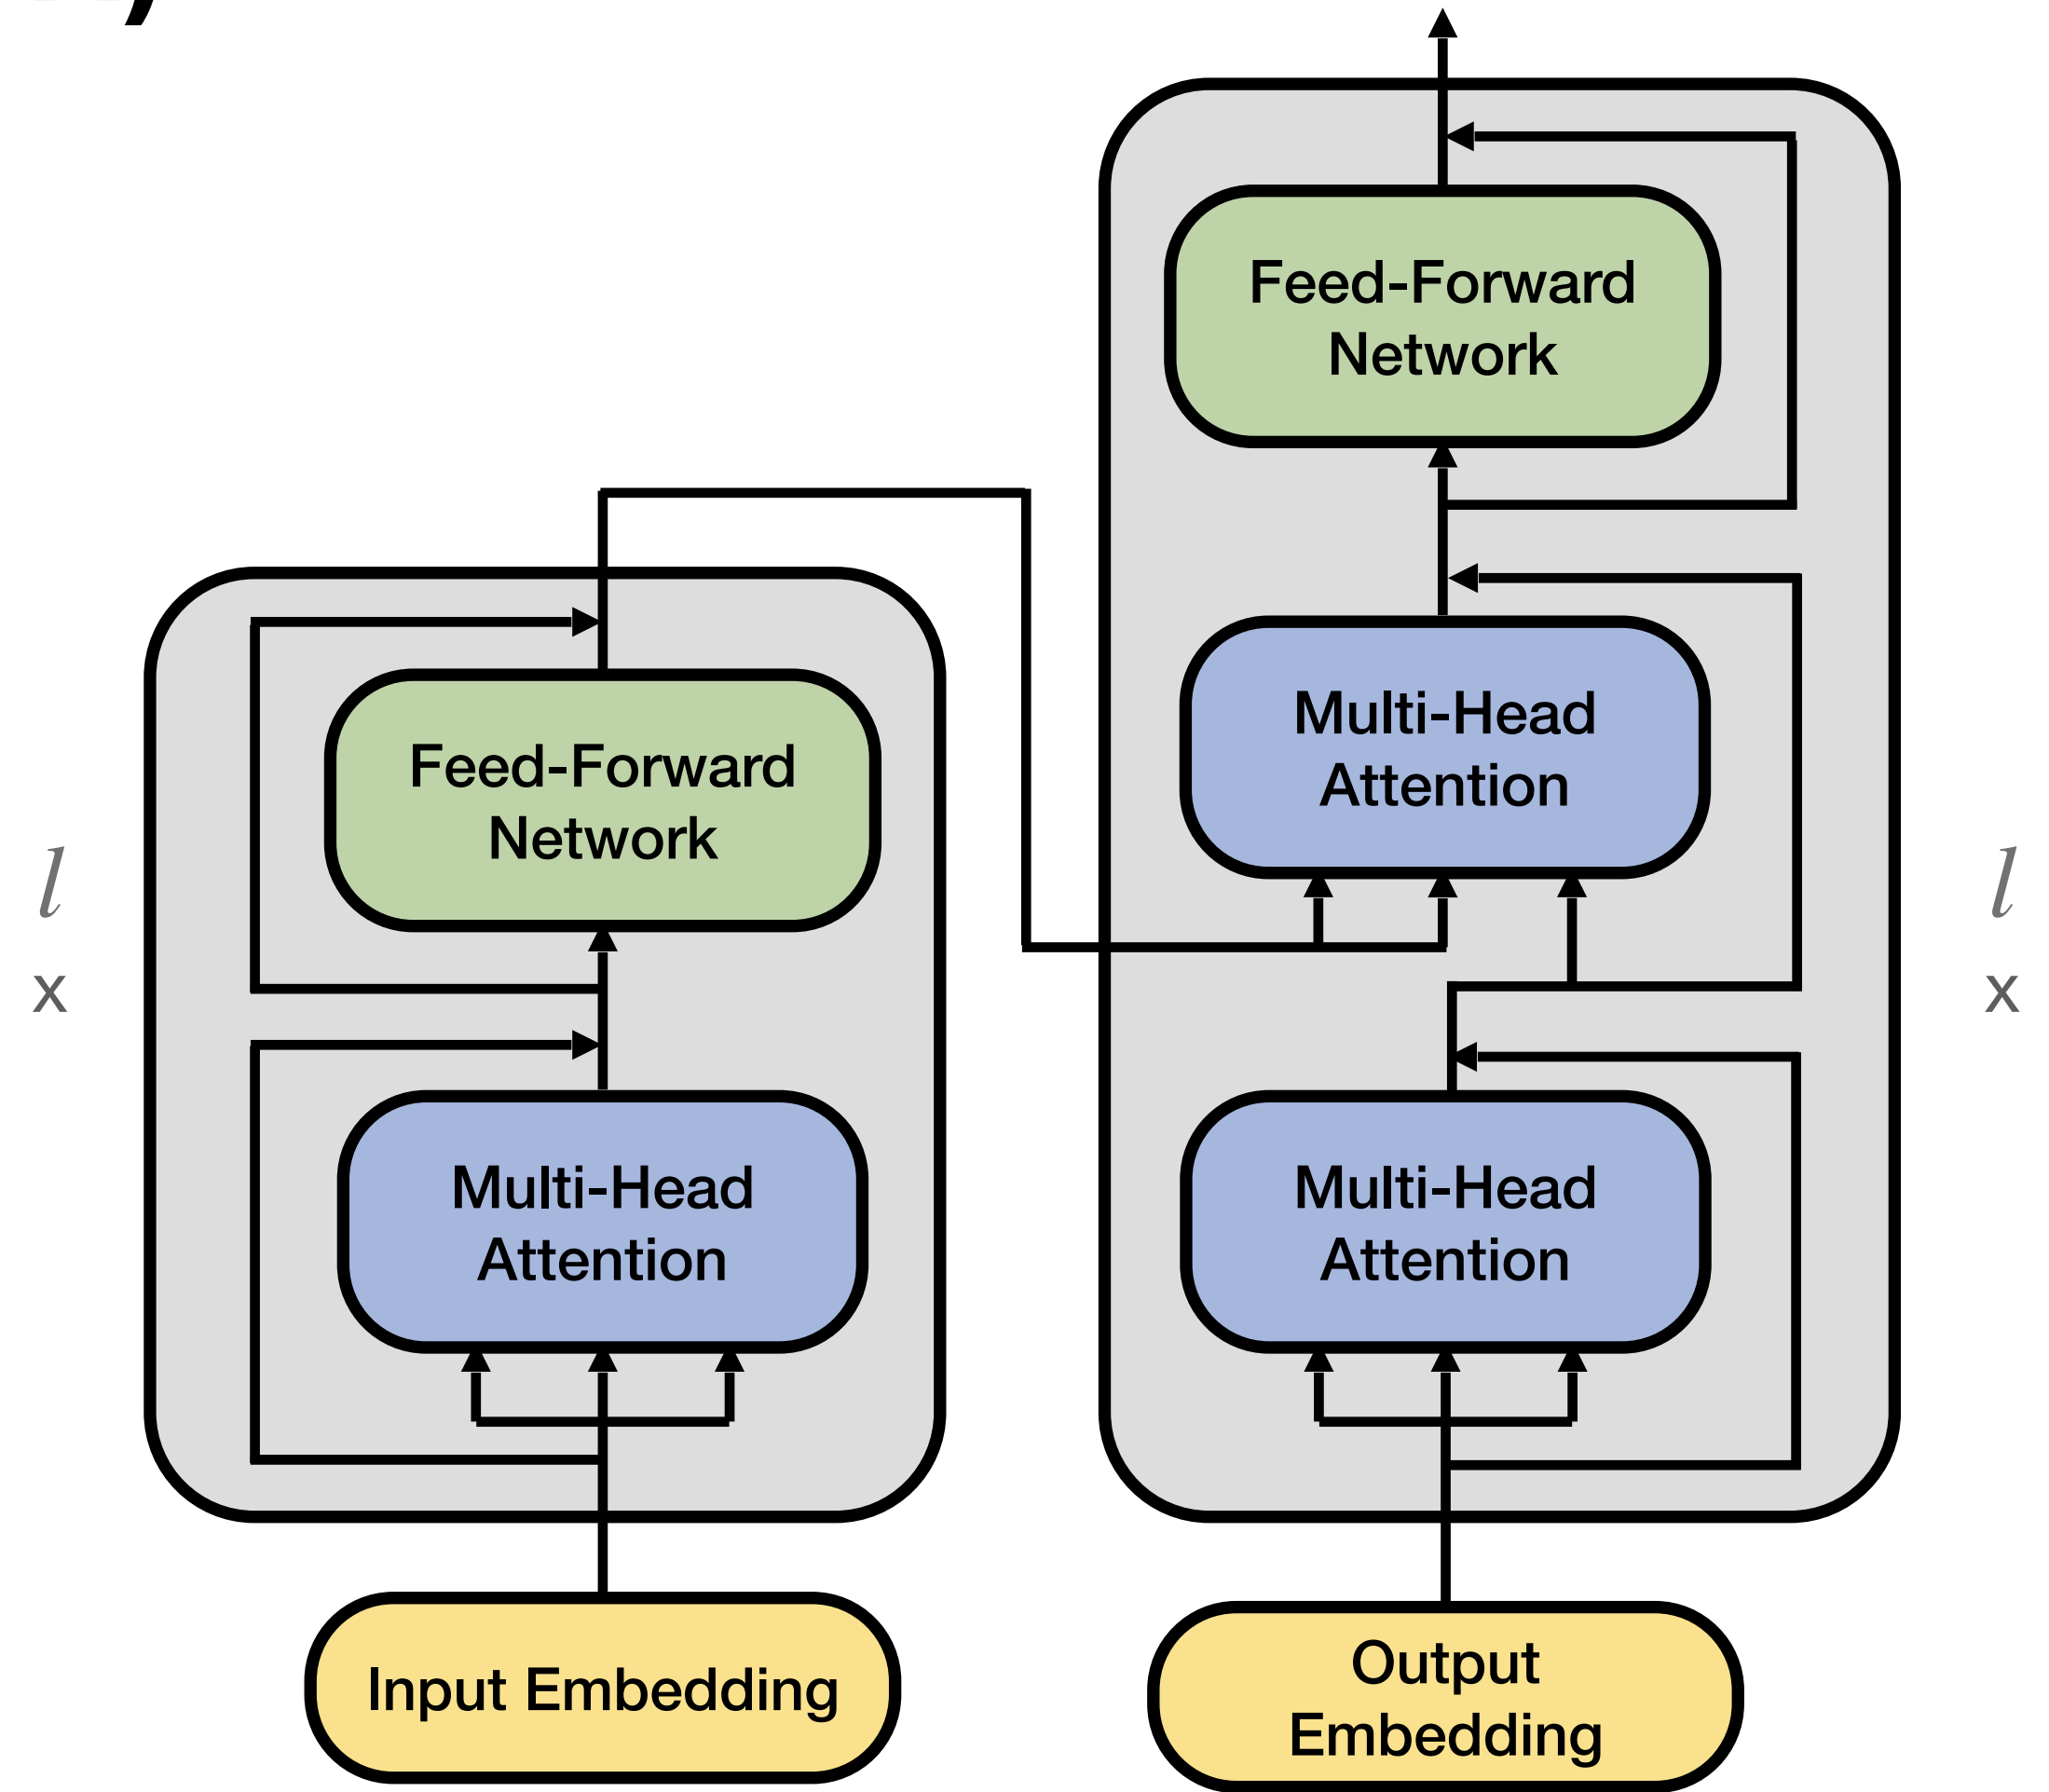 Feed-Forward
Network
Multi-Head
Attention
Multi-Head
Attention
Output
Embedding
Feed-Forward
Network
Multi-Head
Attention
Input Embedding
l
x
l
x